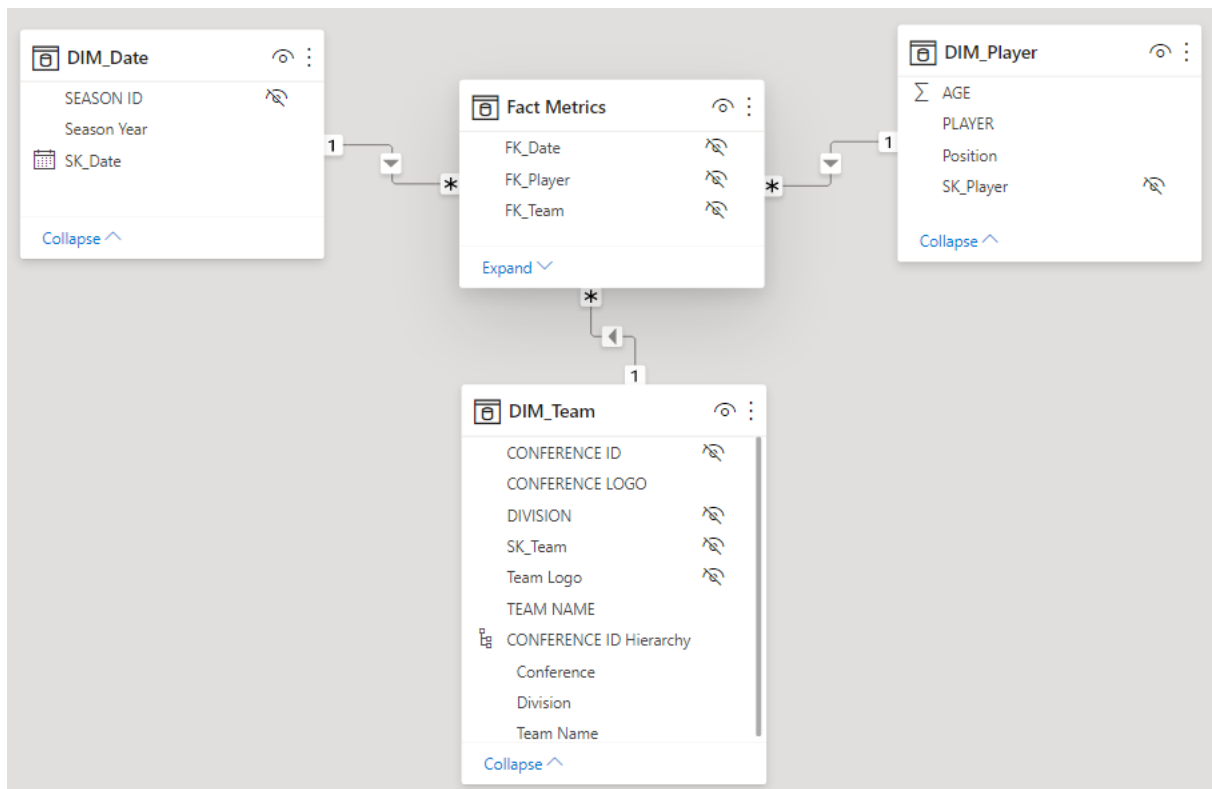 DIM_Date
SEASON ID
Season Year
SK_Date
Collapse
1
*
Fact Metrics
FK_Date
FK_Player
FK_Team
Expand
*
1
DIM_Player
Σ AGE
PLAYER
Position
SK_Player
Collapse
*
1
DIM_Team
CONFERENCE ID
CONFERENCE LOGO
DIVISION
SK_Team
Team Logo
TEAM NAME
CONFERENCE ID Hierarchy
Conference
Division
Team Name
Collapse